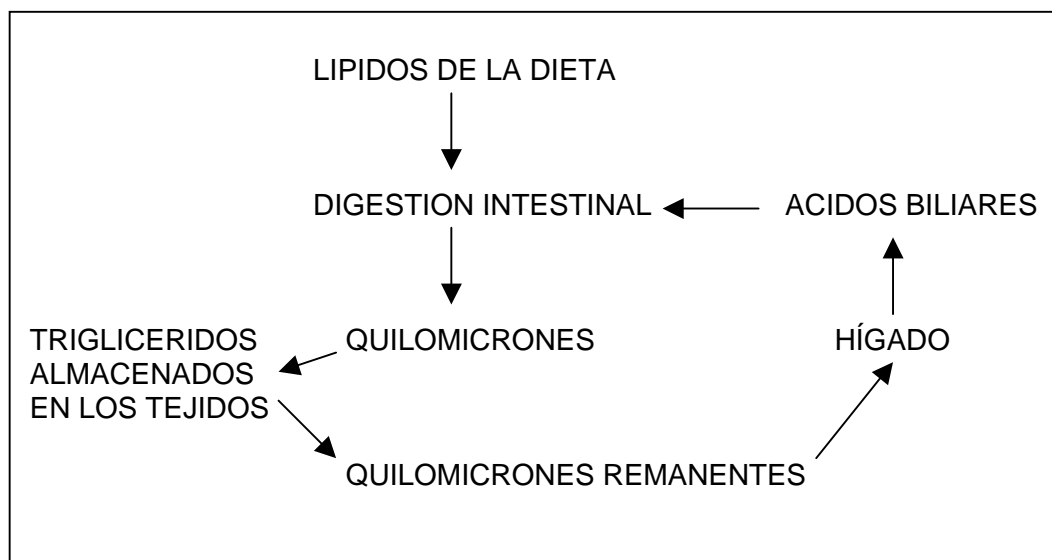 LIPIDOS DE LA DIETA
DIGESTION INTESTINAL
ACIDOS BILIARES
TRIGLICERIDOS
ALMACENADOS
EN LOS TEJIDOS
QUILOMICRONES
HÍGADO
QUILOMICRONES REMANENTES